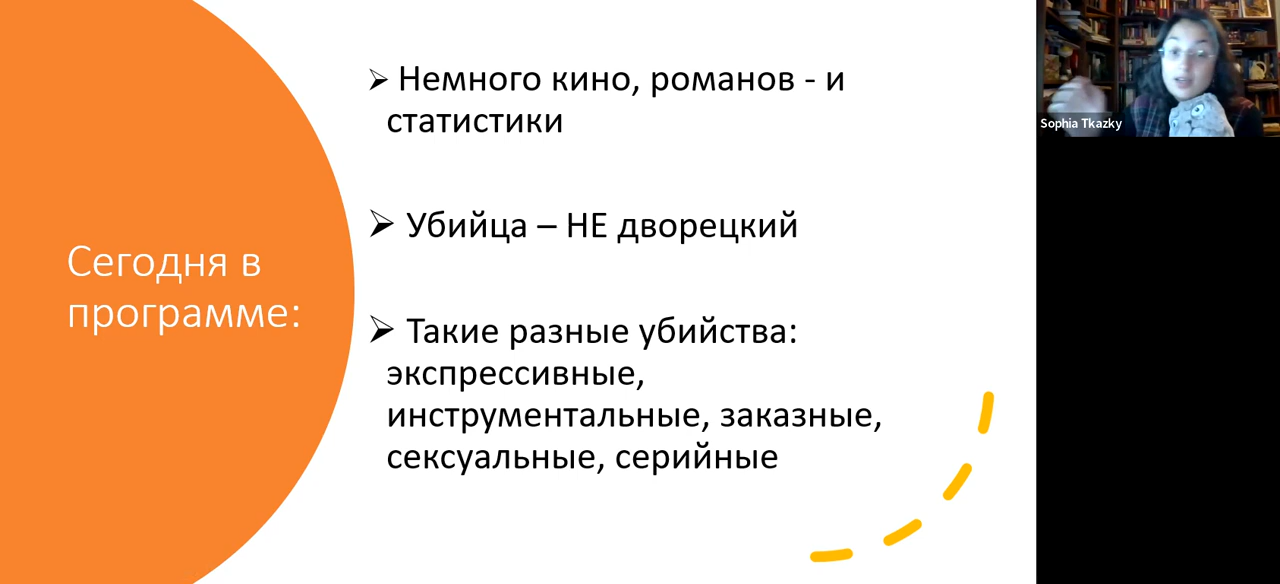 Сегодня в
программе:
Немного кино, романов - и
статистики
Убийца – НЕ дворецкий
Такие разные убийства:
экспрессивные,
инструментальные, заказные,
сексуальные, серийные
Sophia Tkazky